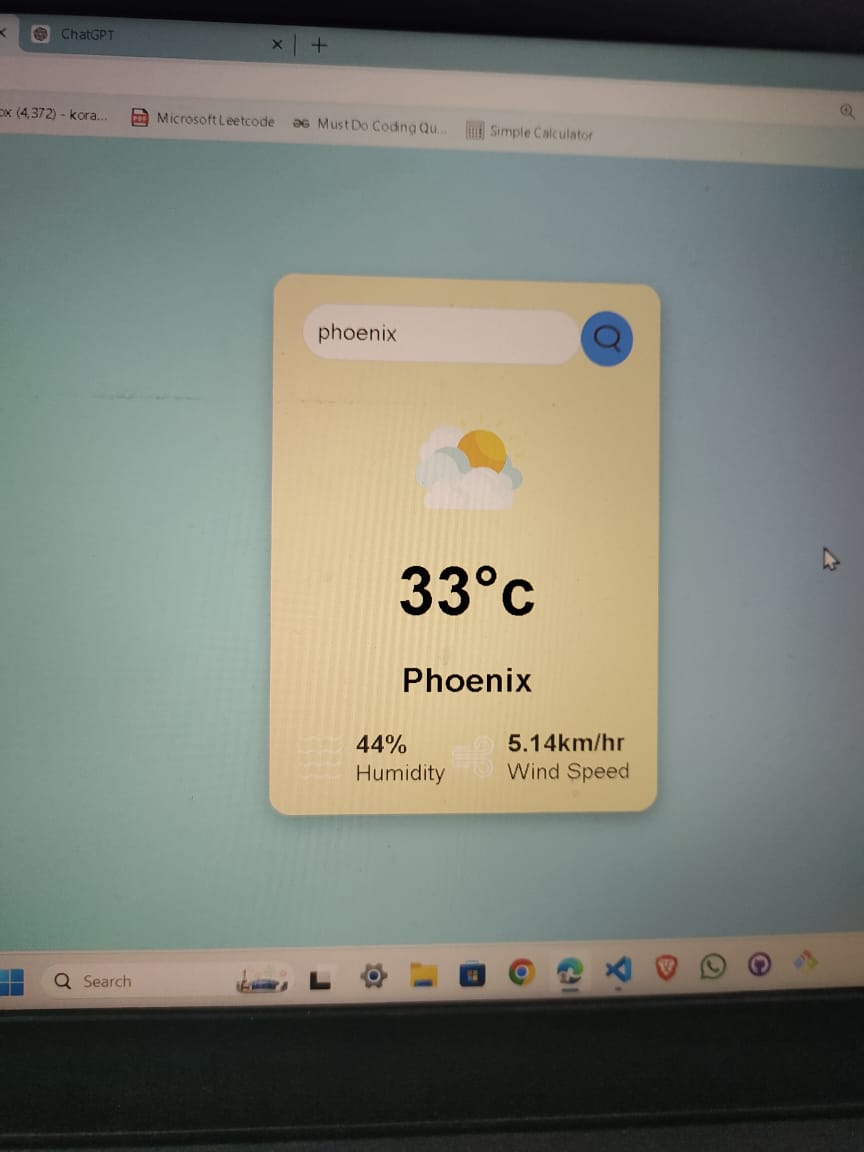 ChatGPT
ox (4,372) - kora...
Microsoft Leetcode
Must Do Coding Qu...
Simple Calculator
phoenix
33°c
Phoenix
44%
Humidity
5.14km/hr
Wind Speed
Search